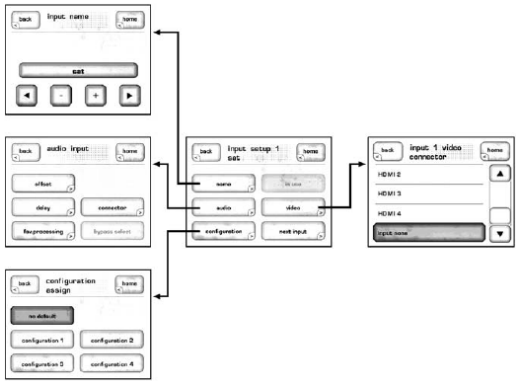 back
input name
home
set
-
+
back
audio input
home
offset
delay
connector
fasprocessing
bypass select
back
input setup 1
sat
home
name
audio
video
configuration
next input
back
input 1 video
connector
home
HDMI 2
HDMI 3
HDMI 4
input none
back
configuration
assign
home
no default
configuration 1
configuration 2
configuration 3
configuration 4